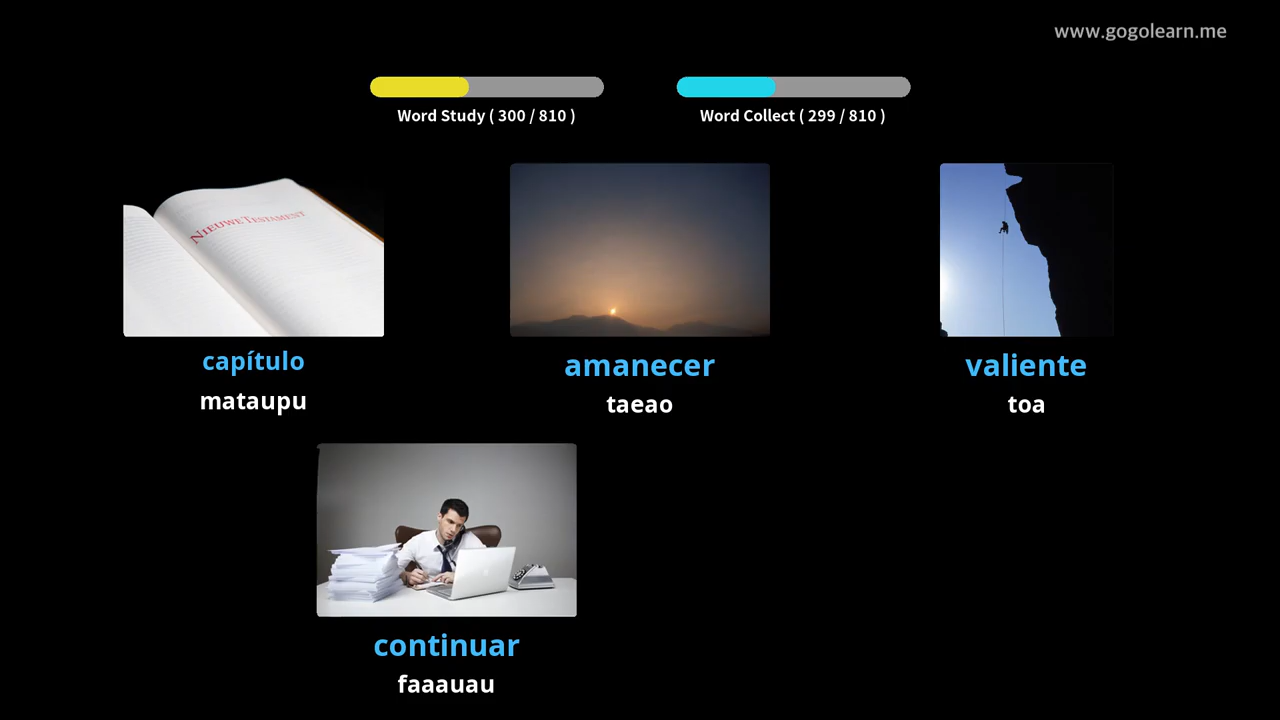 www.gogolearn.me
Word Study ( 300 / 810 )
Word Collect ( 299 / 810 )
NIEUWE TESTAMENT
capítulo
mataupu
amanecer
taeao
valiente
toa
continuar
faaauau